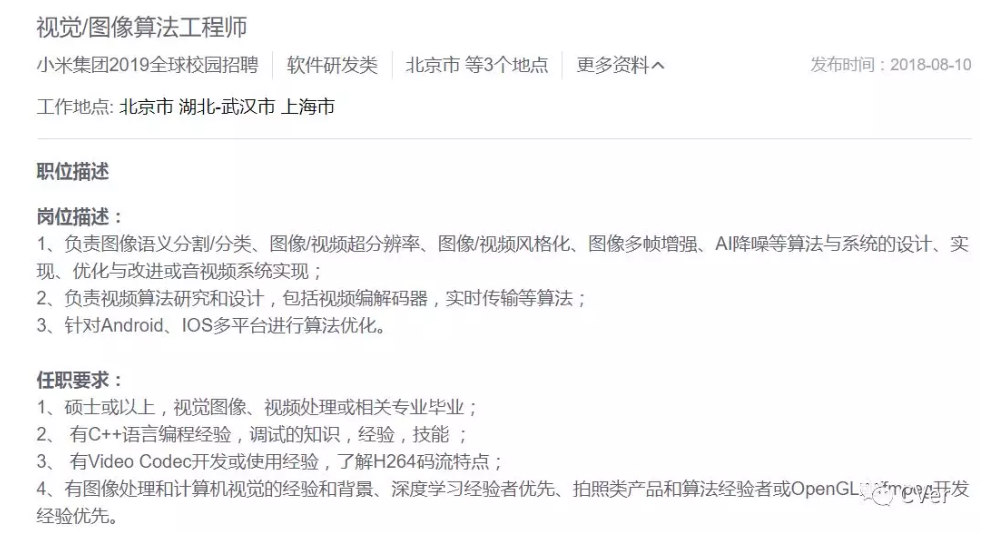 视觉/图像算法工程师
小米集团2019全球校园招聘 软件研发类 北京市 等3个地点 更多资料 发布时间：2018-08-10
工作地点: 北京市 湖北-武汉市 上海市
职位描述
岗位描述：
1、负责图像语义分割/分类、图像/视频超分辨率、图像/视频风格化、图像多帧增强、AI降噪等算法与系统的设计、实
现、优化与改进或音视频系统实现；
2、负责视频算法研究和设计，包括视频编解码器，实时传输等算法；
3、针对Android、IOS多平台进行算法优化。
任职要求：
1、硕士或以上，视觉图像、视频处理或相关专业毕业；
2、 有C++语言编程经验，调试的知识，经验，技能 ；
3、 有Video Codec开发或使用经验，了解H264码流特点；
4、有图像处理和计算机视觉的经验和背景、深度学习经验者优先、拍照类产品和算法经验者或OpenGL 开发
经验优先。
CVer